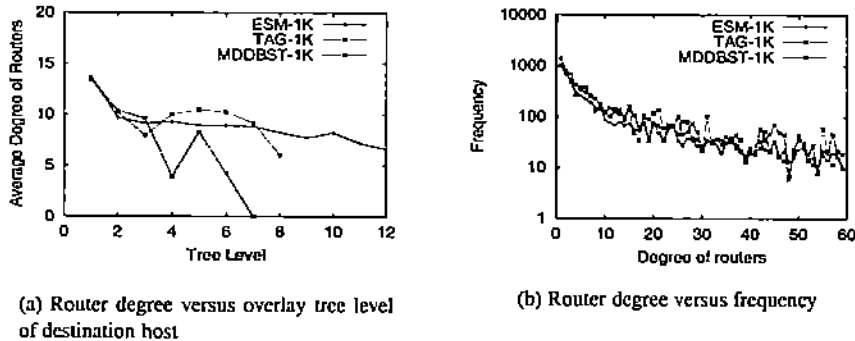 20
15
10
5
0
Average Degree of Routers
ESM-1K
TAG-1K
MDDBST-1K
0 2 4 6 8 10 12
Tree Level
(a) Router degree versus overlay tree level
of destination host
10000
1000
100
10
1
Frequency
ESM-1K
TAG-1K
MDDBST-1K
0 10 20 30 40 50 60
Degree of routers
(b) Router degree versus frequency